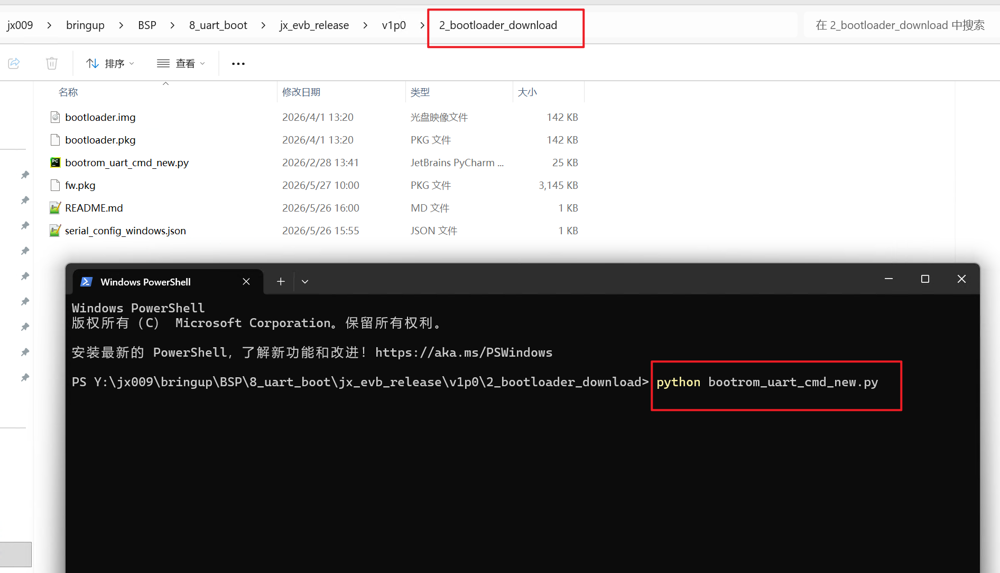 jx009 > bringup > BSP > 8_uart_boot > jx_evb_release > v1p0 > 2_bootloader_download
在 2_bootloader_download 中搜索
排序 查看 •••
名称 修改日期 类型 大小
bootloader.img 2026/4/1 13:20 光盘映像文件 142 KB
bootloader.pkg 2026/4/1 13:20 PKG 文件 142 KB
bootrom_uart_cmd_new.py 2026/2/28 13:41 JetBrains PyCharm ... 25 KB
fw.pkg 2026/5/27 10:00 PKG 文件 3,145 KB
README.md 2026/5/26 16:00 MD 文件 1 KB
serial_config_windows.json 2026/5/26 15:55 JSON 文件 1 KB
Windows PowerShell
Windows PowerShell
版权所有 (C) Microsoft Corporation。保留所有权利。
安装最新的 PowerShell，了解新功能和改进！https://aka.ms/PSWindows
PS Y:\jx009\bringup\BSP\8_uart_boot\jx_evb_release\v1p0\2_bootloader_download> python bootrom_uart_cmd_new.py